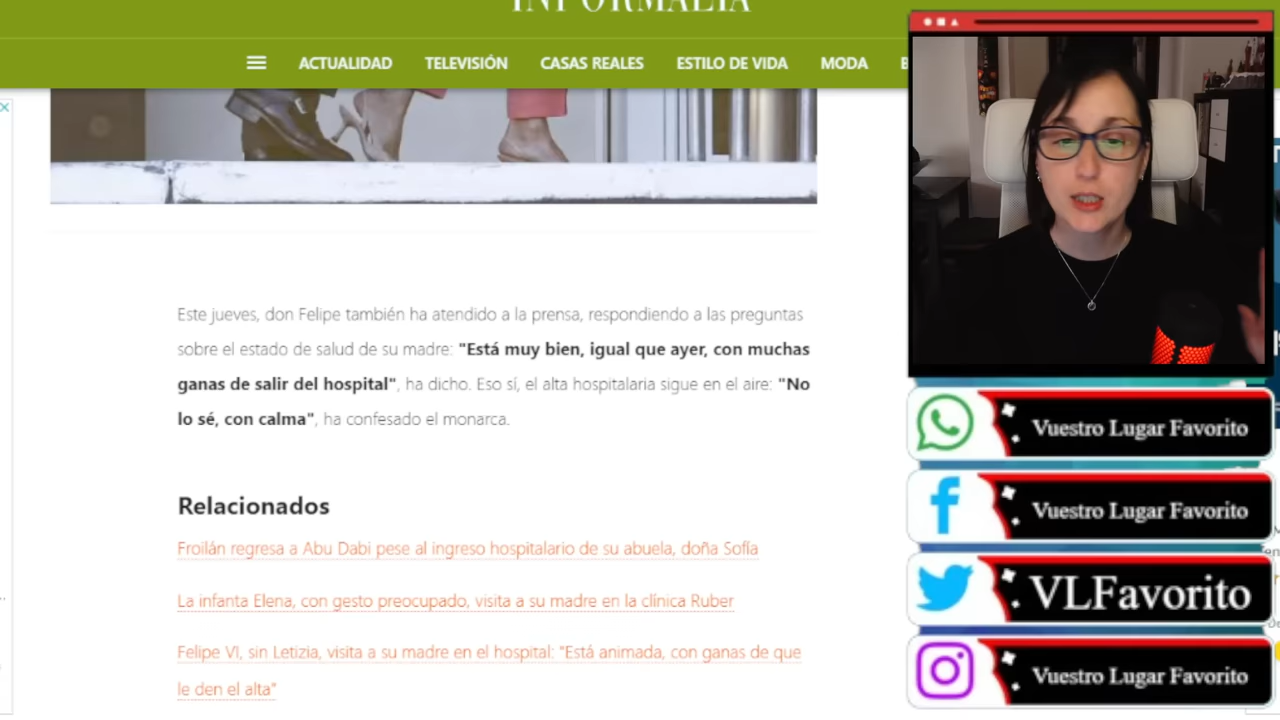 INFORMALIA
ACTUALIDAD TELEVISIÓN CASAS REALES ESTILO DE VIDA MODA
Este jueves, don Felipe también ha atendido a la prensa, respondiendo a las preguntas
sobre el estado de salud de su madre: "Está muy bien, igual que ayer, con muchas
ganas de salir del hospital", ha dicho. Eso sí, el alta hospitalaria sigue en el aire: "No
lo sé, con calma", ha confesado el monarca.
Relacionados
Froilán regresa a Abu Dabi pese al ingreso hospitalario de su abuela, doña Sofía
La infanta Elena, con gesto preocupado, visita a su madre en la clínica Ruber
Felipe VI, sin Letizia, visita a su madre en el hospital: "Está animada, con ganas de que
le den el alta"
Vuestro Lugar Favorito
Vuestro Lugar Favorito
VLFavorito
Vuestro Lugar Favorito